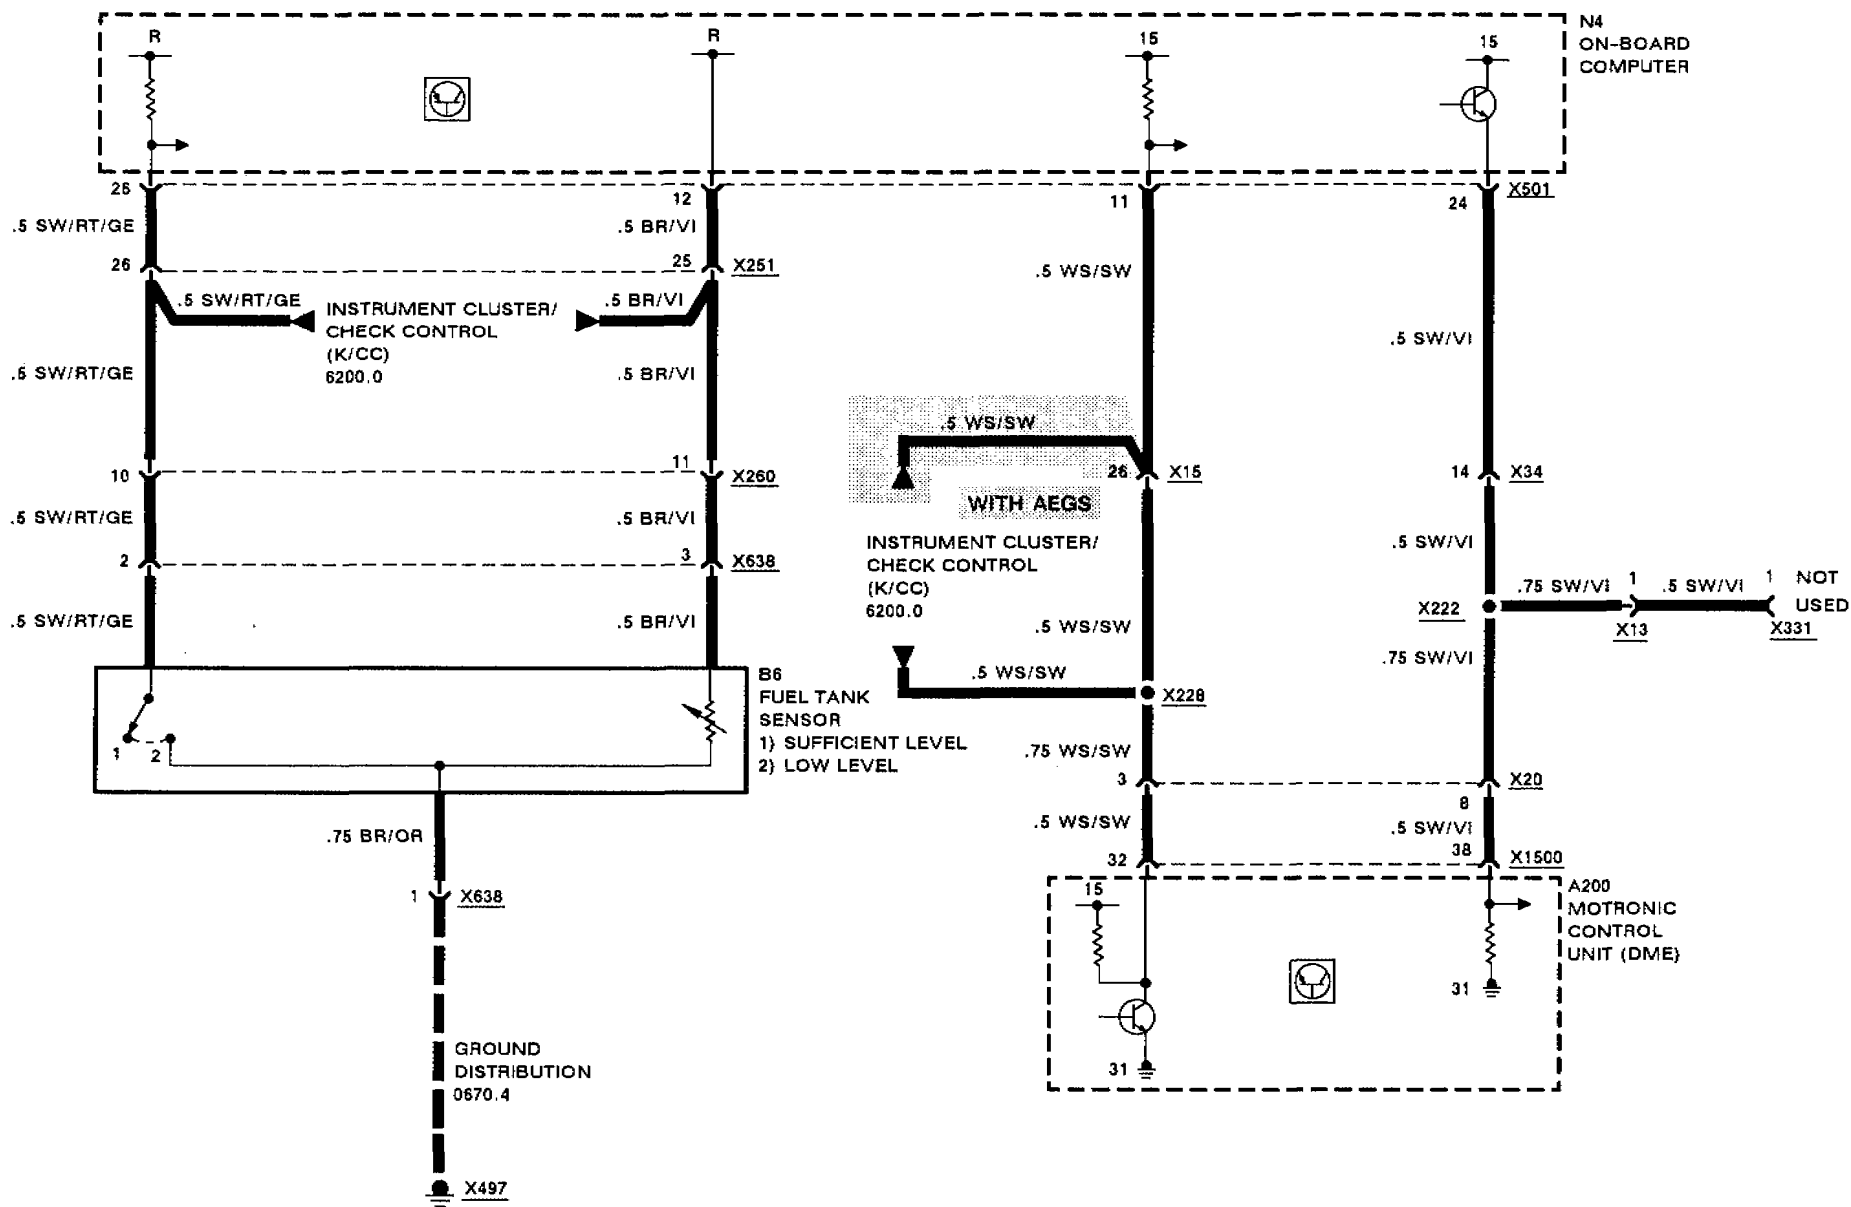 R
R
15
15
N4
ON-BOARD
COMPUTER
12
11
24
X501
.5 SW/RT/GE
.5 BR/VI
26
25
X251
.5 WS/SW
.5 SW/RT/GE
INSTRUMENT CLUSTER/
CHECK CONTROL
(K/CC)
6200.0
.5 BR/VI
.5 SW/VI
.5 SW/RT/GE
.5 BR/VI
.5 WS/SW
10
11
X260
26
X15
14
X34
WITH AEGS
.5 SW/RT/GE
.5 BR/VI
INSTRUMENT CLUSTER/
CHECK CONTROL
(K/CC)
6200.0
.5 SW/VI
2
3
X638
.75 SW/VI
1
.5 SW/VI
1
NOT
USED
X222
X13
X331
.5 SW/RT/GE
.5 BR/VI
.5 WS/SW
.75 SW/VI
B6
FUEL TANK
SENSOR
1) SUFFICIENT LEVEL
2) LOW LEVEL
1
2
.5 WS/SW
X228
.75 WS/SW
3
X20
8
.75 BR/OR
.5 WS/SW
.5 SW/VI
32
38
X1500
1
X638
15
A200
MOTRONIC
CONTROL
UNIT (DME)
31
31
GROUND
DISTRIBUTION
0670.4
X497